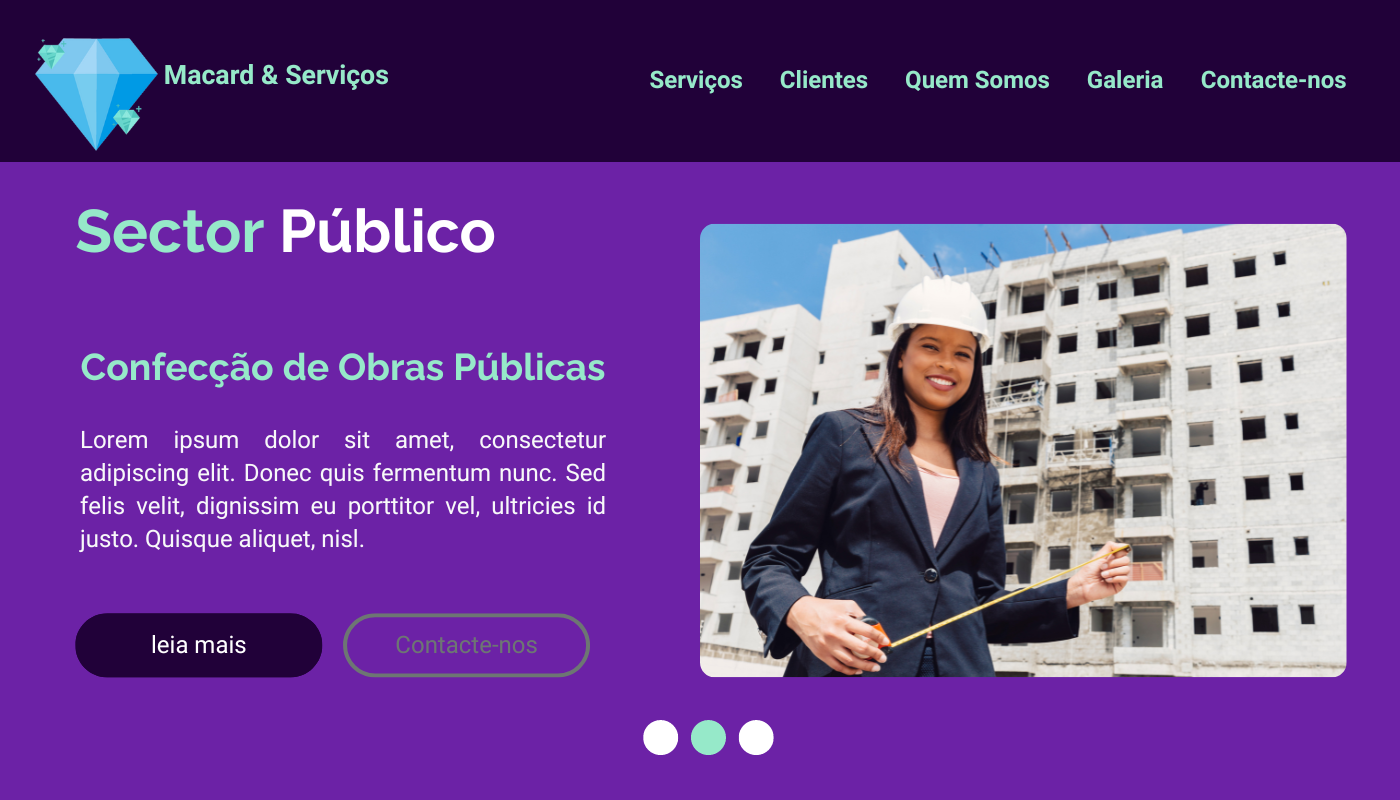 Macard & Serviços
Serviços Clientes Quem Somos Galeria Contacte-nos
Sector Público
Confecção de Obras Públicas
Lorem ipsum dolor sit amet, consectetur
adipiscing elit. Donec quis fermentum nunc. Sed
felis velit, dignissim eu porttitor vel, ultricies id
justo. Quisque aliquet, nisl.
leia mais
Contacte-nos